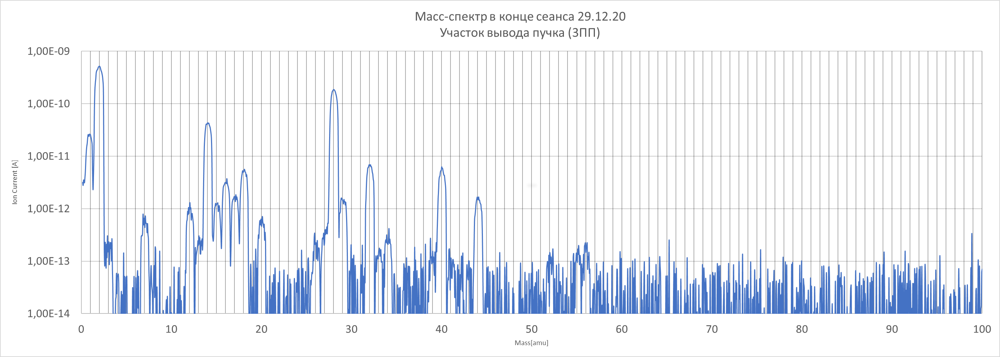 Масс-спектр в конце сеанса 29.12.20
Участок вывода пучка (3ПП)
1,00E-09
1,00E-10
1,00E-11
1,00E-12
1,00E-13
1,00E-14
Ion Current [A]
0 10 20 30 40 50 60 70 80 90 100
Mass[amu]